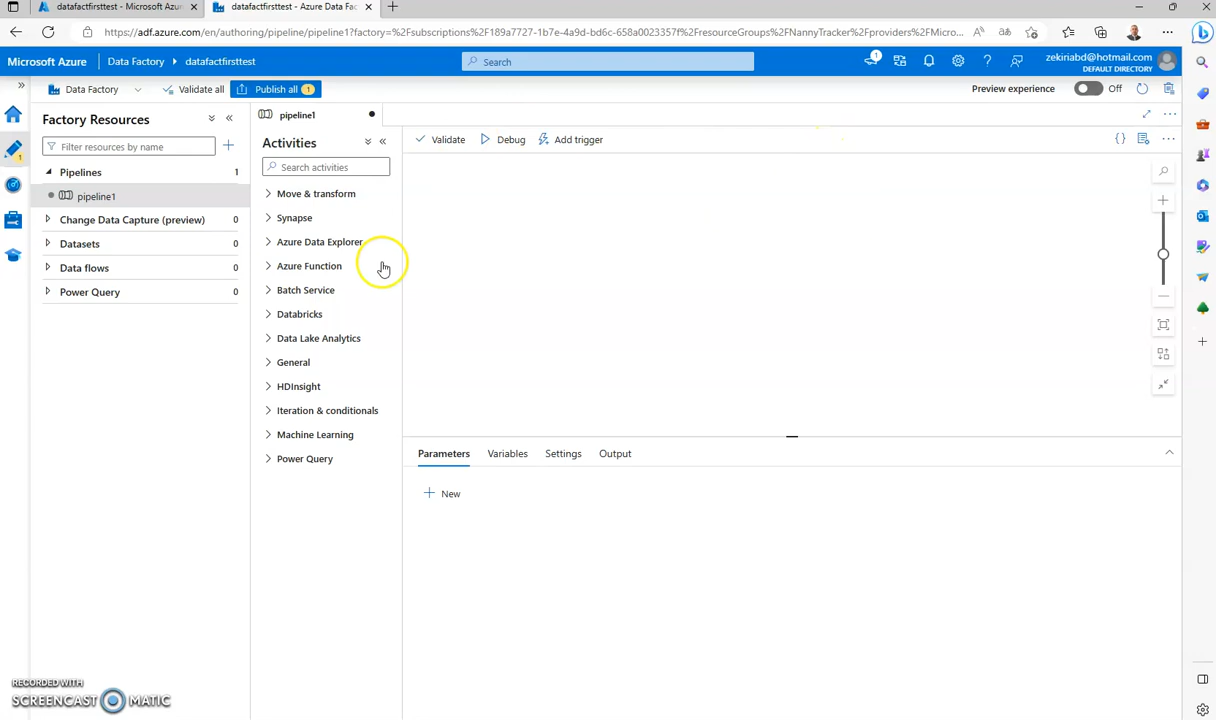 datafactfirsttest - Microsoft Azur
datafactfirsttest - Azure Data Fac
https://adf.azure.com/en/authoring/pipeline/pipeline1?factory=%2Fsubscriptions%2F189a7727-1b7e-4a9d-bd6c-658a0023357f%2FresourceGroups%2FNannyTracker%2Fproviders%2FMicro...
Microsoft Azure
Data Factory
datafactfirsttest
Search
1
zekiriabd@hotmail.com
DEFAULT DIRECTORY
Data Factory
Validate all
Publish all 1
Preview experience
Off
Factory Resources
Filter resources by name
Pipelines 1
pipeline1
Change Data Capture (preview) 0
Datasets 0
Data flows 0
Power Query 0
pipeline1
Activities
Search activities
Move & transform
Synapse
Azure Data Explorer
Azure Function
Batch Service
Databricks
Data Lake Analytics
General
HDInsight
Iteration & conditionals
Machine Learning
Power Query
Validate
Debug
Add trigger
Parameters
Variables
Settings
Output
New
RECORDED WITH
SCREENCAST MATIC